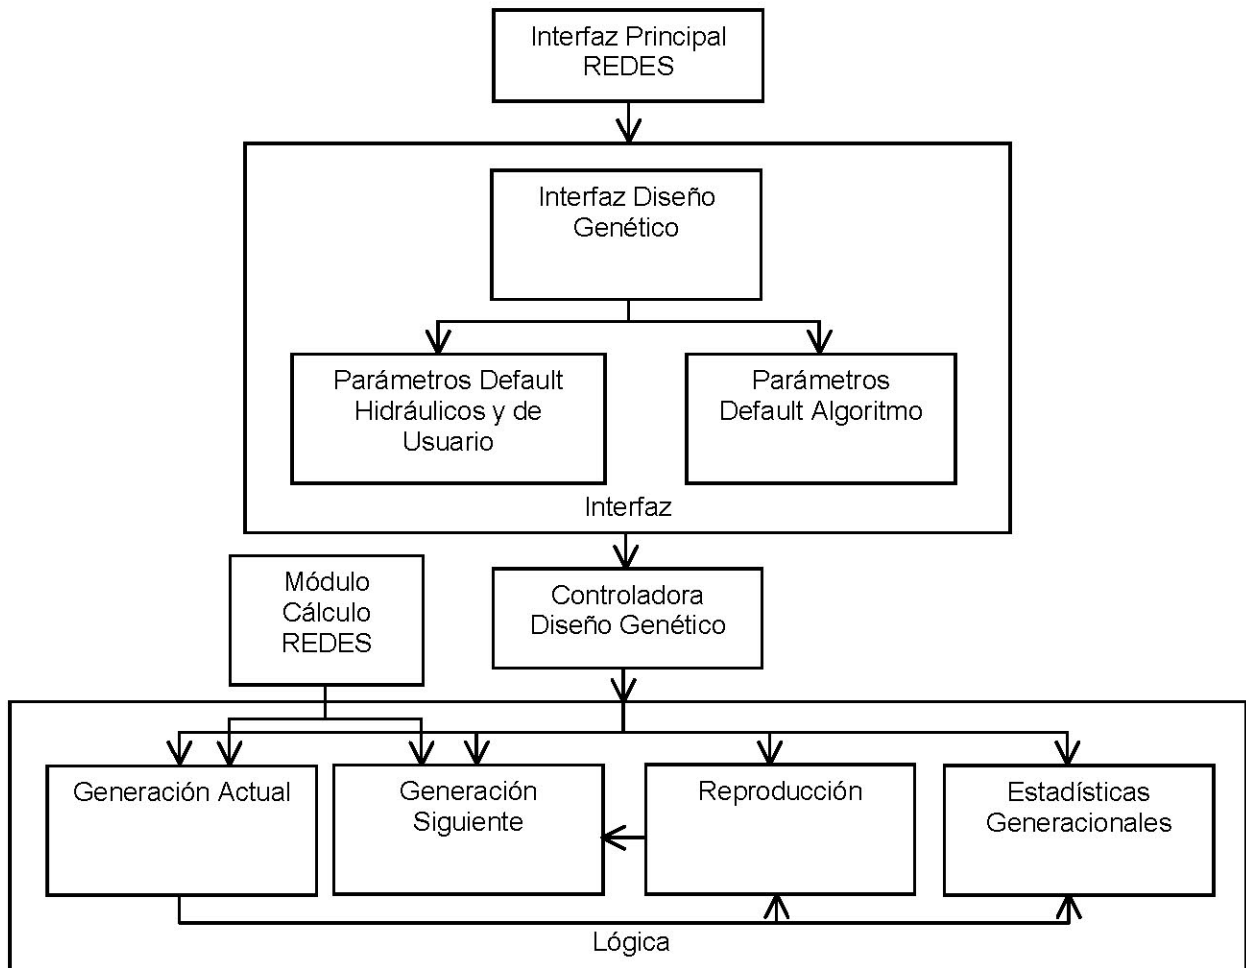 Interfaz Principal
REDES
Interfaz Diseño
Genético
Parámetros Default
Hidráulicos y de
Usuario
Parámetros
Default Algoritmo
Interfaz
Módulo
Cálculo
REDES
Controladora
Diseño Genético
Generación Actual
Generación
Siguiente
Reproducción
Estadísticas
Generacionales
Lógica